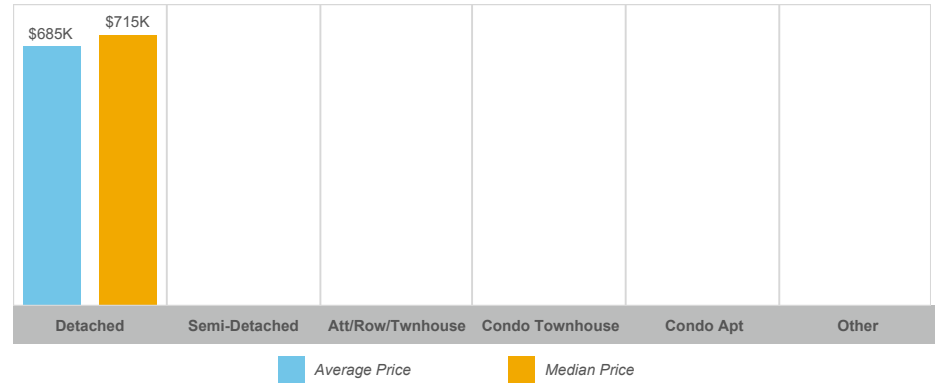 $685K
$715K
Detached
Semi-Detached
Att/Row/Twnhouse
Condo Townhouse
Condo Apt
Other
Average Price
Median Price